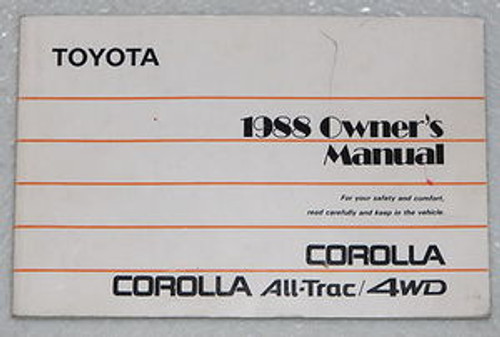 TOYOTA
1988 Owner's
Manual
For your safety and comfort,
read carefully and keep in the vehicle.
COROLLA
COROLLA All-Trac/4WD